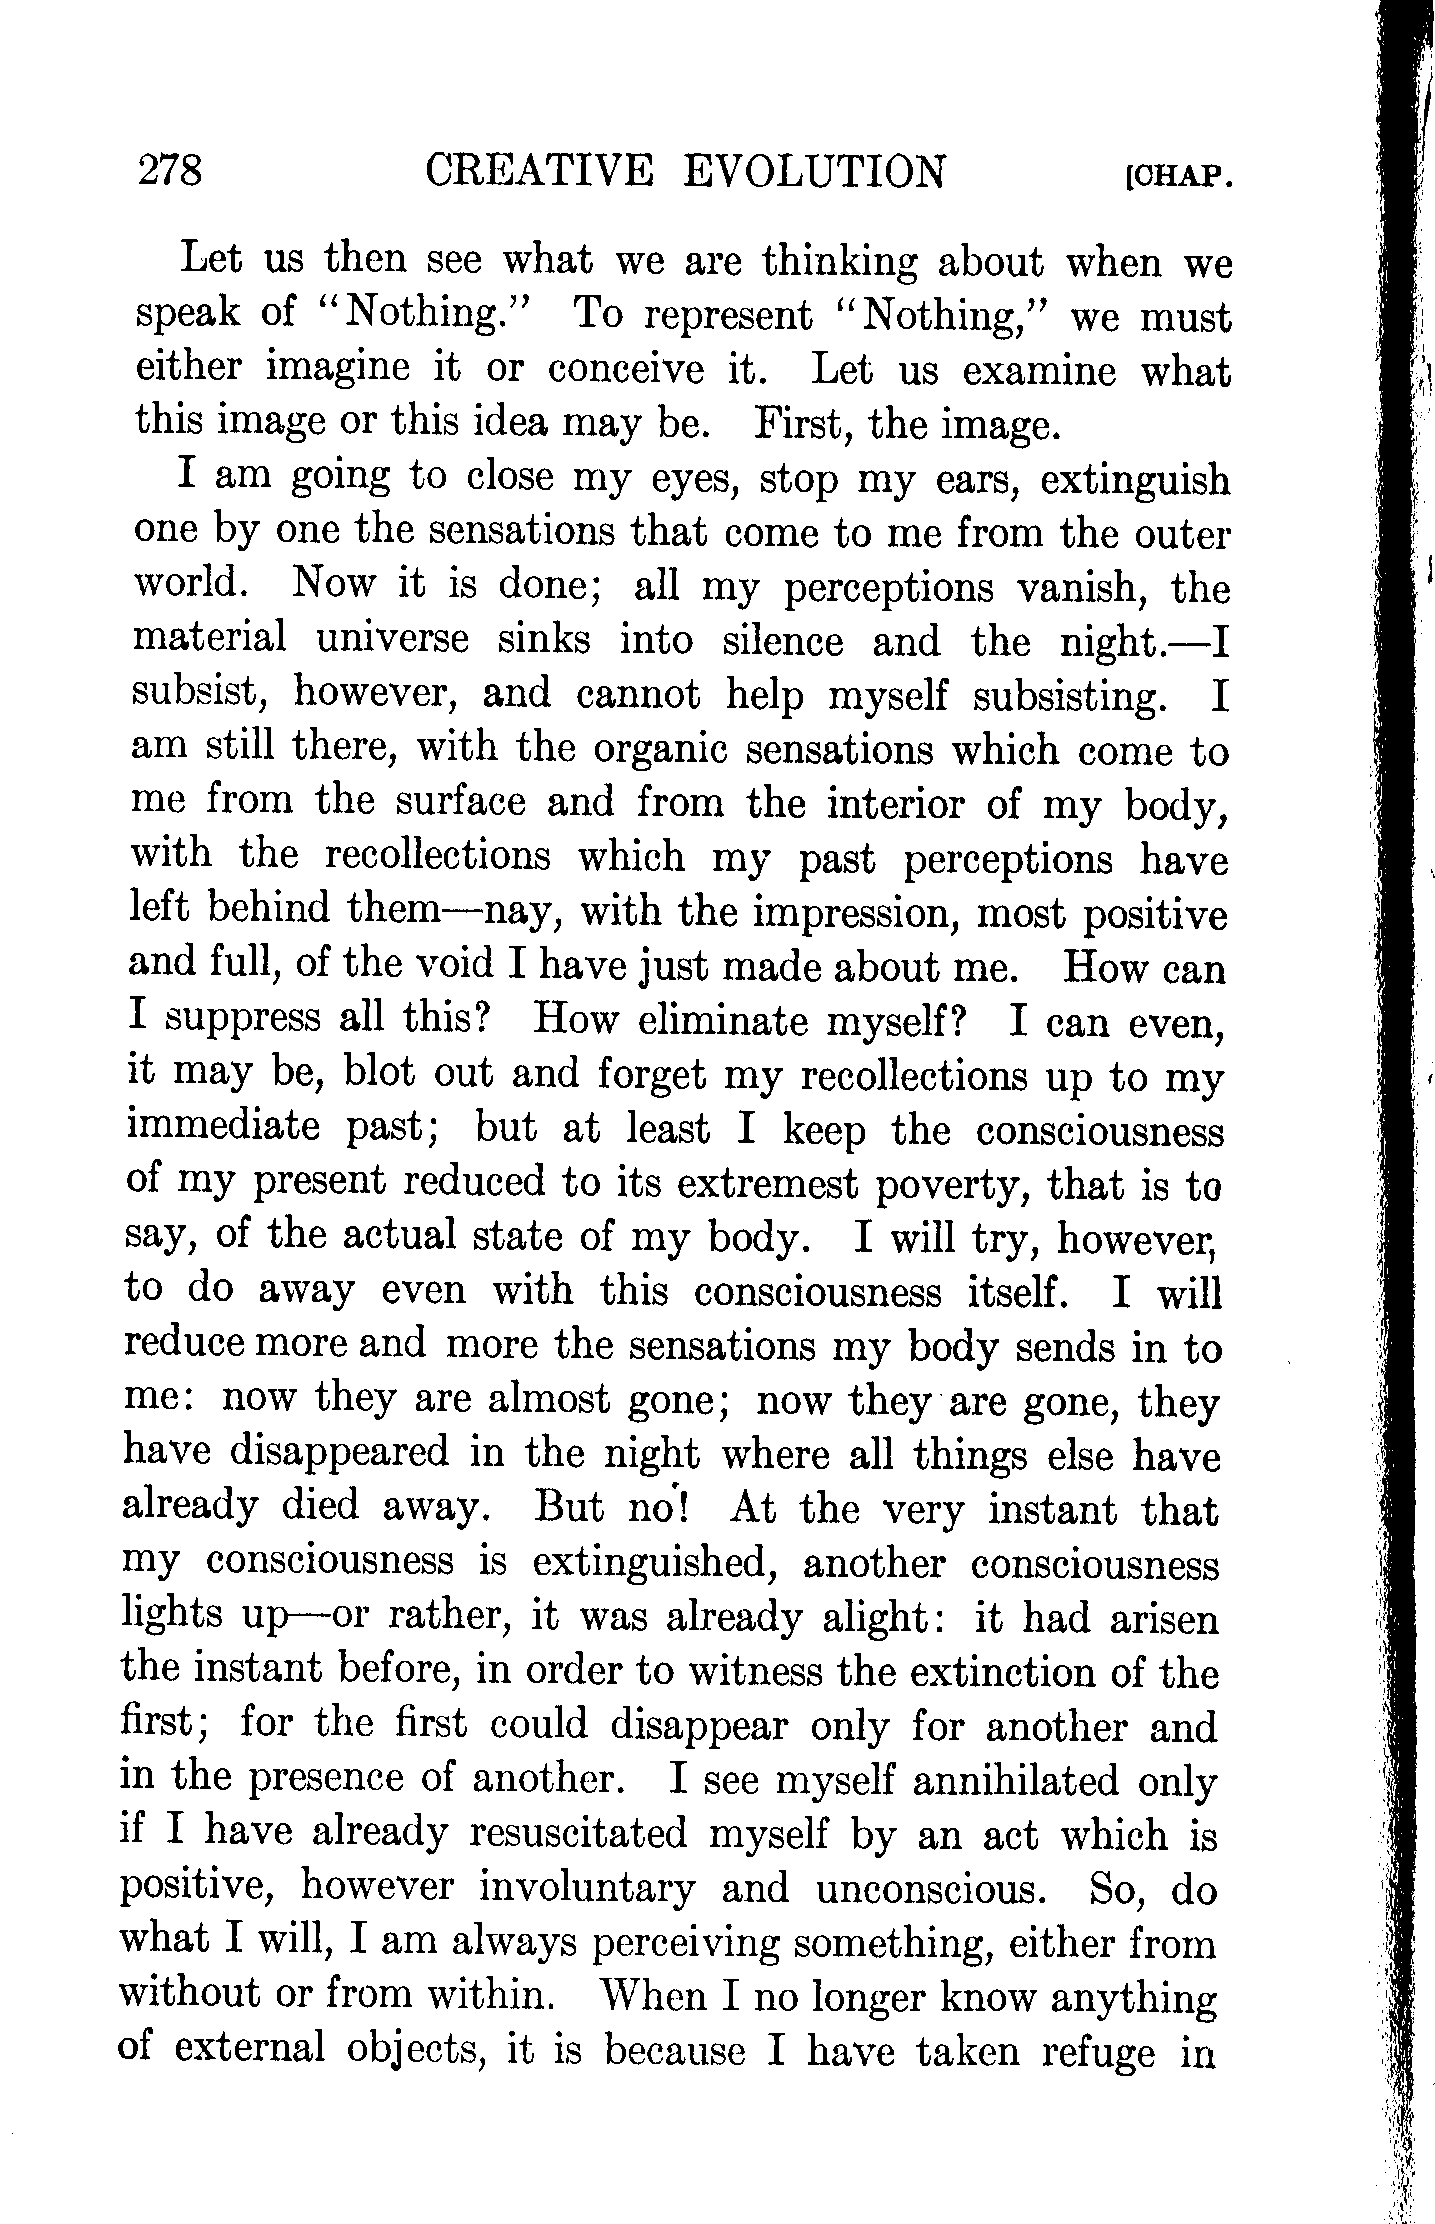 278 CREATIVE EVOLUTION [CHAP.
Let us then see what we are thinking about when we
speak of “Nothing.” To represent “Nothing,” we must
either imagine it or conceive it. Let us examine what
this image or this idea may be. First, the image.
I am going to close my eyes, stop my ears, extinguish
one by one the sensations that come to me from the outer
world. Now it is done; all my perceptions vanish, the
material universe sinks into silence and the night.—I
subsist, however, and cannot help myself subsisting. I
am still there, with the organic sensations which come to
me from the surface and from the interior of my body,
with the recollections which my past perceptions have
left behind them—nay, with the impression, most positive
and full, of the void I have just made about me. How can
I suppress all this? How eliminate myself? I can even,
it may be, blot out and forget my recollections up to my
immediate past; but at least I keep the consciousness
of my present reduced to its extremest poverty, that is to
say, of the actual state of my body. I will try, however,
to do away even with this consciousness itself. I will
reduce more and more the sensations my body sends in to
me: now they are almost gone; now they are gone, they
have disappeared in the night where all things else have
already died away. But no! At the very instant that
my consciousness is extinguished, another consciousness
lights up—or rather, it was already alight: it had arisen
the instant before, in order to witness the extinction of the
first; for the first could disappear only for another and
in the presence of another. I see myself annihilated only
if I have already resuscitated myself by an act which is
positive, however involuntary and unconscious. So, do
what I will, I am always perceiving something, either from
without or from within. When I no longer know anything
of external objects, it is because I have taken refuge in